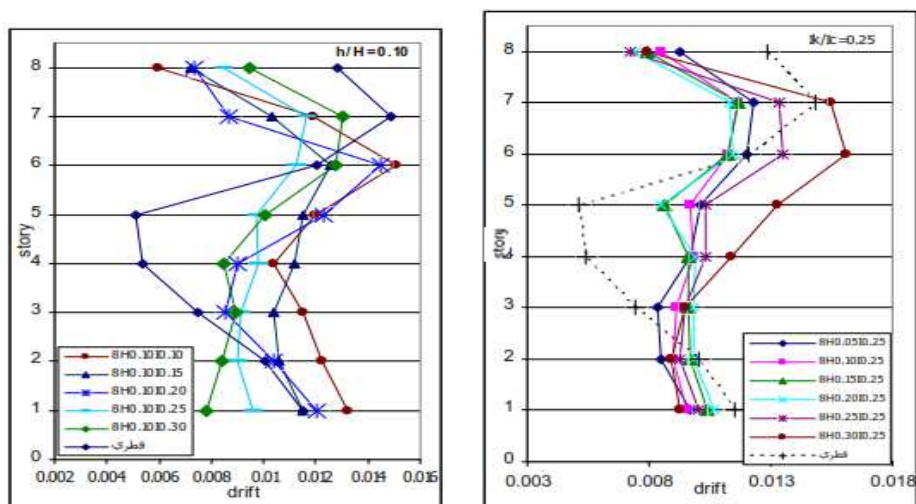 h/H=0.10
8
7
6
5
4
3
2
1
0
story
0.002 0.004 0.006 0.008 0.010 0.012 0.014 0.016
drift
8H0.10I0.10
8H0.10I0.15
8H0.10I0.20
8H0.10I0.25
8H0.10I0.30
قطری
Ik/Ic=0.25
8
7
6
5
4
3
2
1
0
story
0.003 0.008 0.013 0.018
drift
8H0.05I0.25
8H0.10I0.25
8H0.15I0.25
8H0.20I0.25
8H0.25I0.25
8H0.30I0.25
قطری